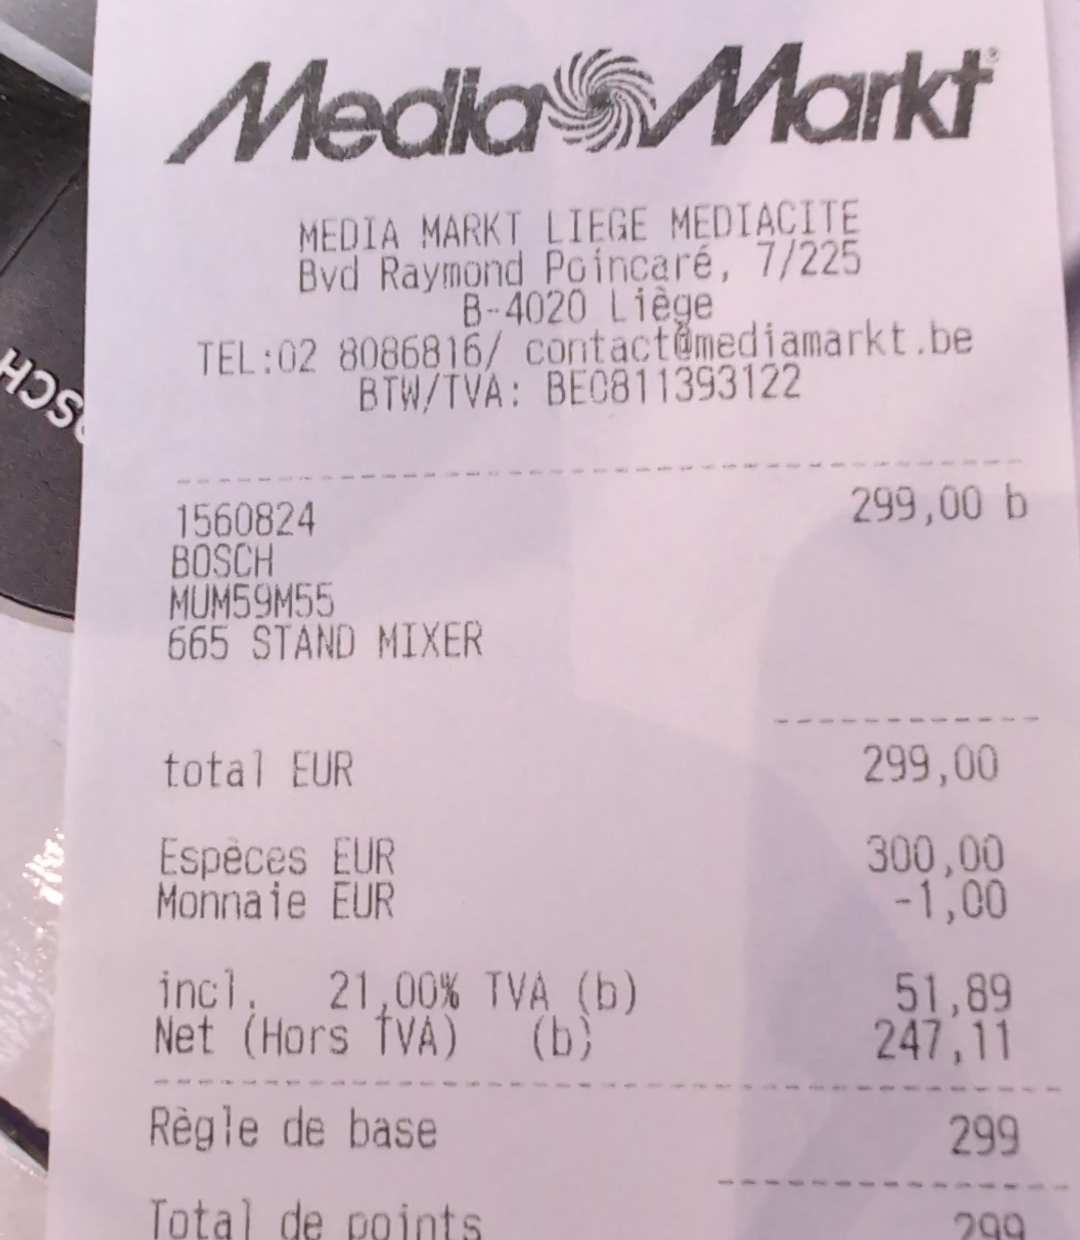 Media Markt®
MEDIA MARKT LIEGE MEDIACITE
Bvd Raymond Poincaré, 7/225
B-4020 Liège
TEL:02 8086816/ contact@mediamarkt.be
BTW/TVA: BE0811393122
1560824 299,00 b
BOSCH
MUM59M55
665 STAND MIXER
total EUR 299,00
Espèces EUR 300,00
Monnaie EUR -1,00
incl. 21,00% TVA (b) 51,89
Net (Hors TVA) (b) 247,11
Règle de base 299
Total de points 299
BOSCH